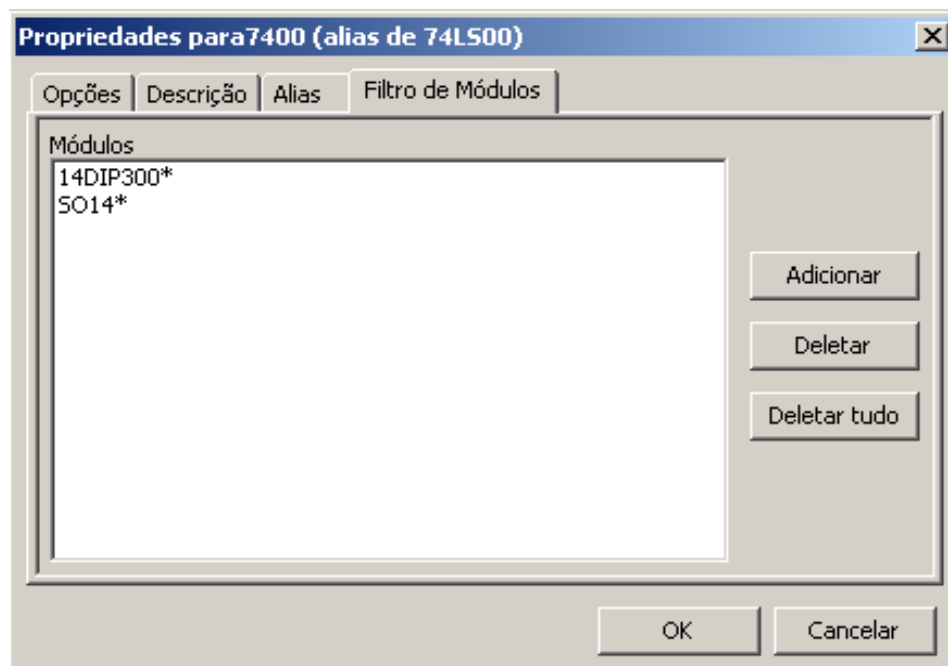 Propriedades para7400 (alias de 74LS00)
Opções Descrição Alias Filtro de Módulos
Módulos
14DIP300*
SO14*
Adicionar
Deletar
Deletar tudo
OK Cancelar